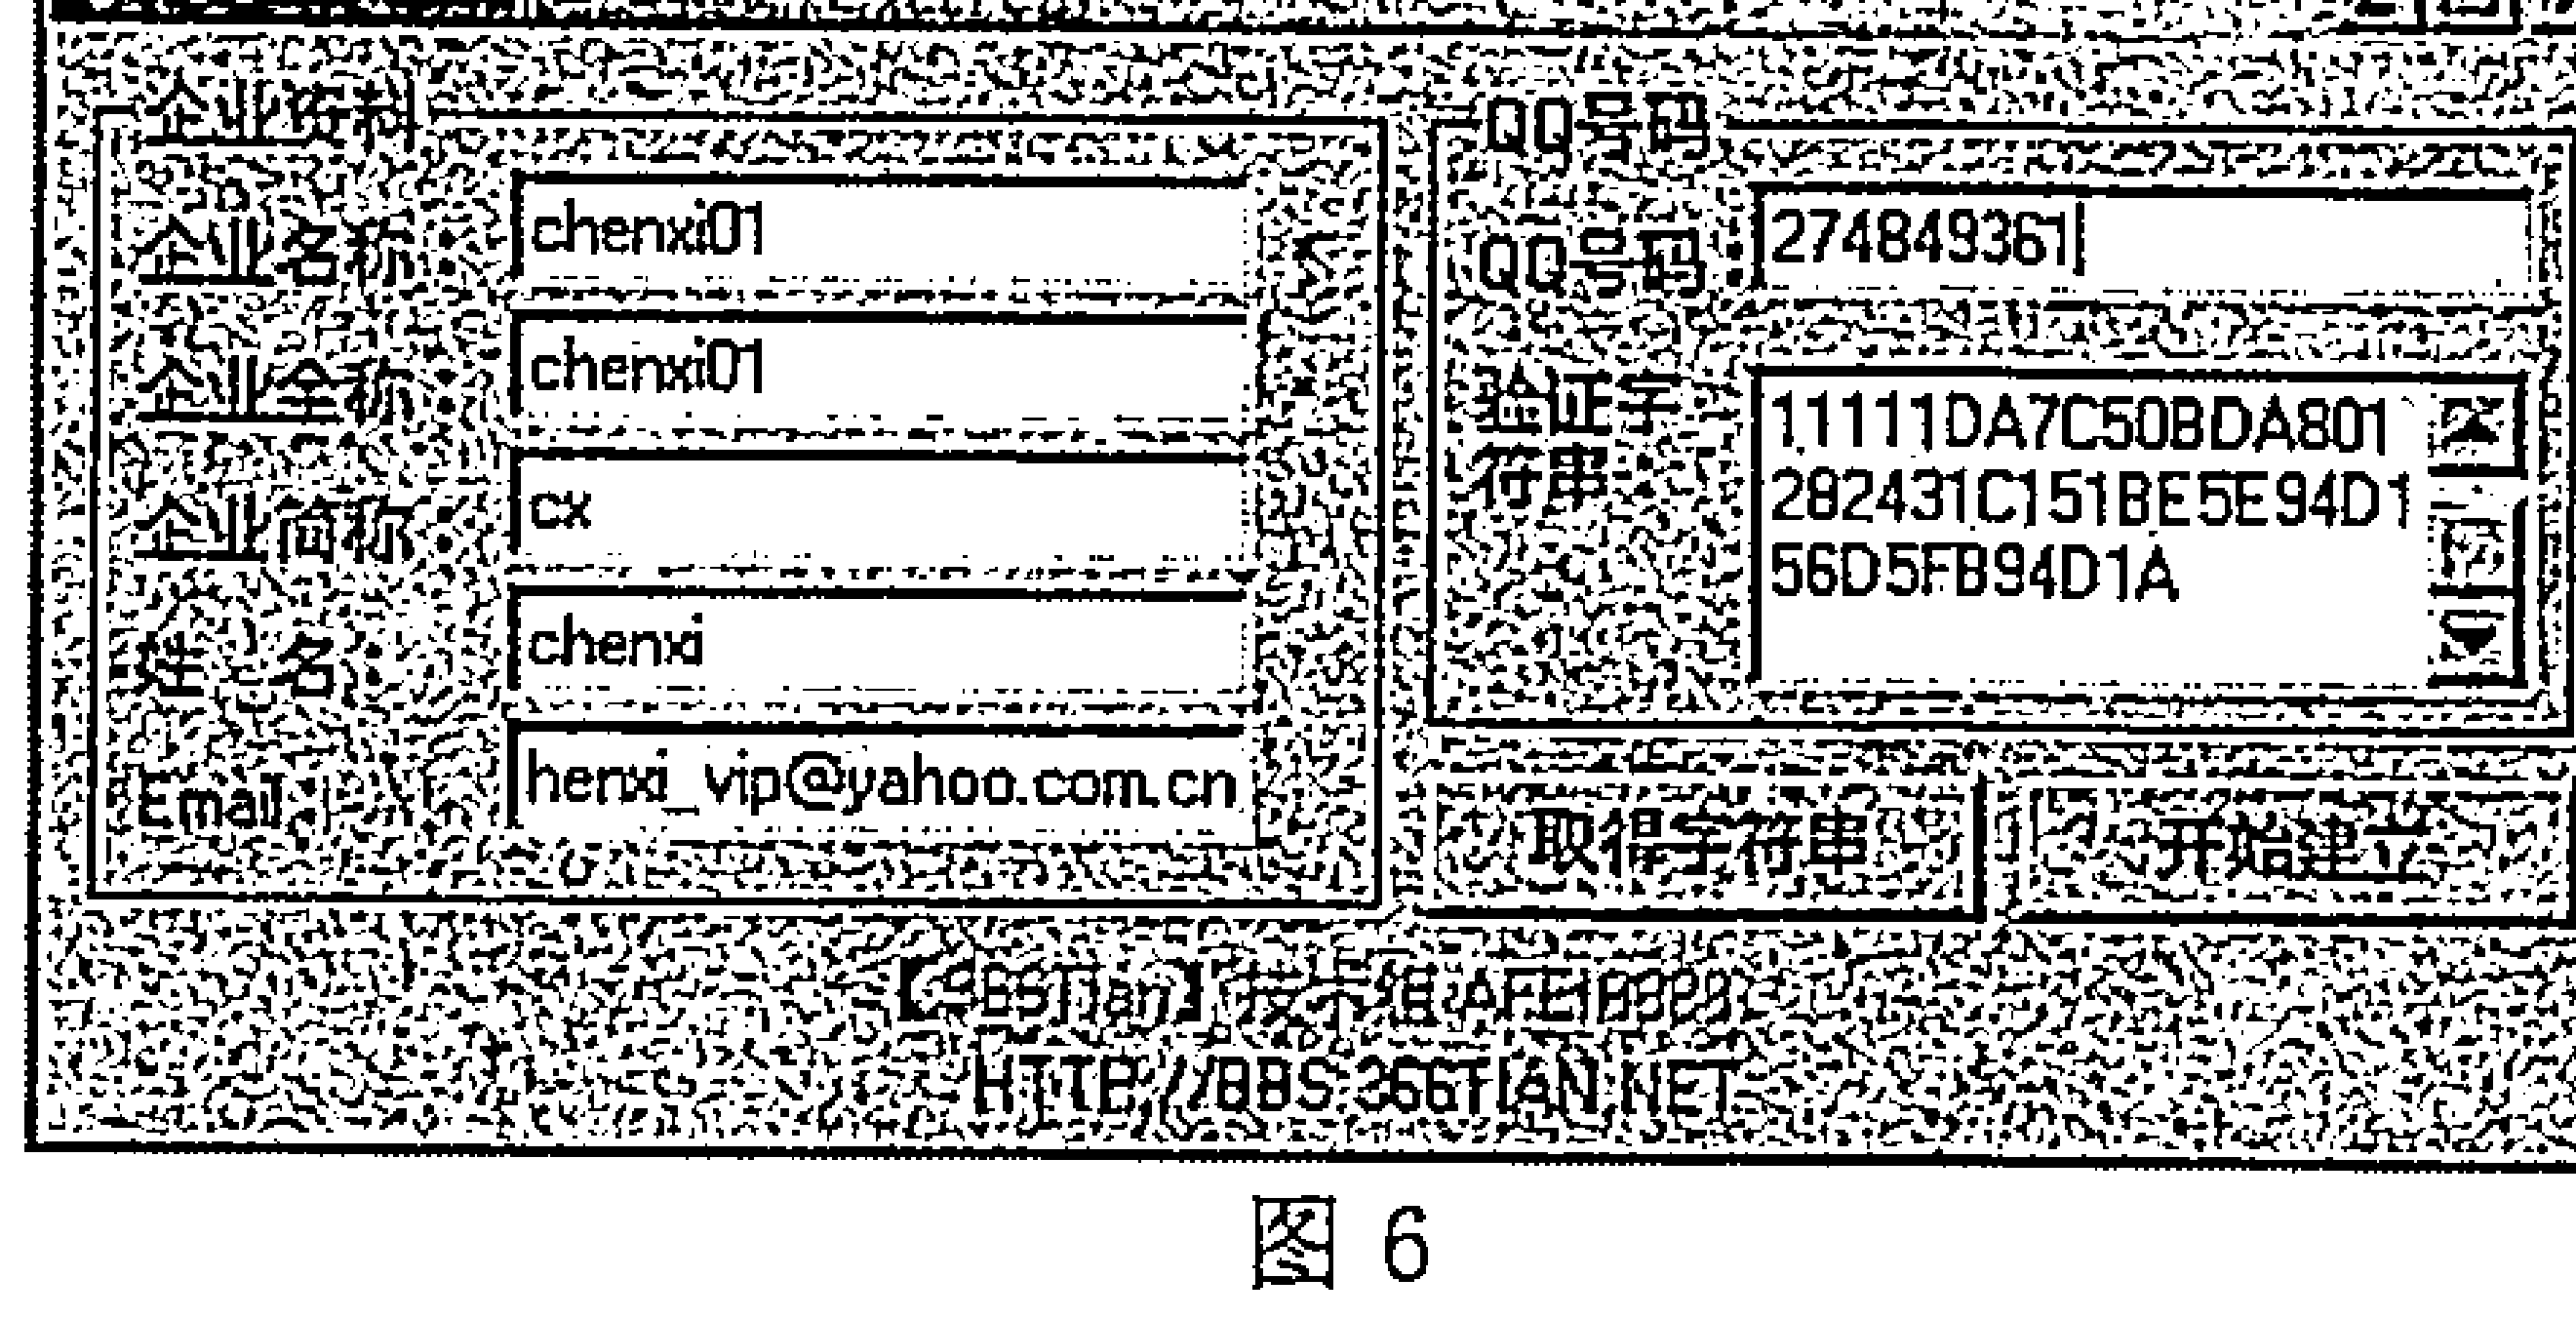 企业资料
企业名称：
chenxi01
企业全称：
chenxi01
企业简称：
cx
姓 名：
chenxi
Email：
henxi_vip@yahoo.com.cn
QQ号码
QQ号码：
274849361
验证字
符串：
11111DA7C50BDA801
282431C151BE5E94D1
56D5FB94D1A
取得字符串
开始建立
HTTP://BBS.366TIAN.NET
图 6